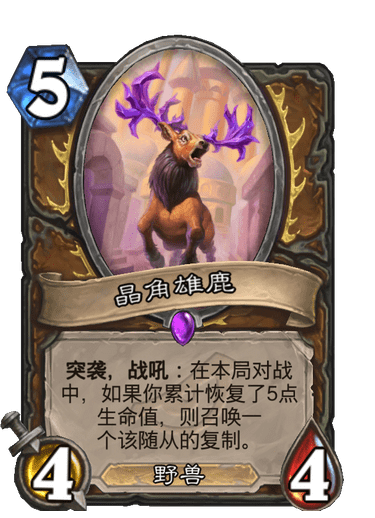 5
晶角雄鹿
突袭，战吼：在本局对战
中，如果你累计恢复了5点
生命值，则召唤一
个该随从的复制。
4
野兽
4